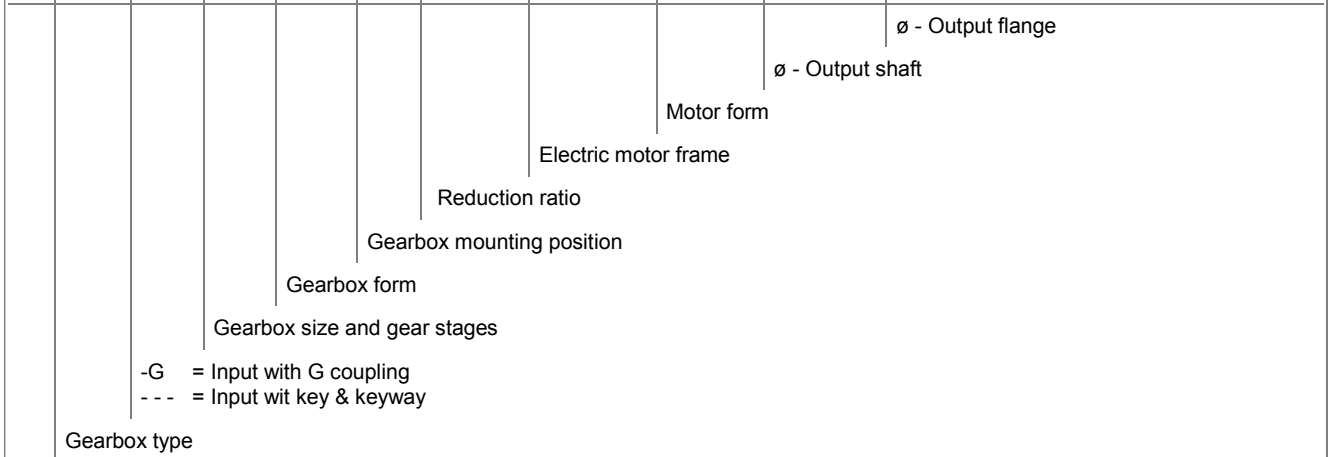 ø - Output flange
ø - Output shaft
Motor form
Electric motor frame
Reduction ratio
Gearbox mounting position
Gearbox form
Gearbox size and gear stages
-G = Input with G coupling
- - - = Input wit key & keyway
Gearbox type